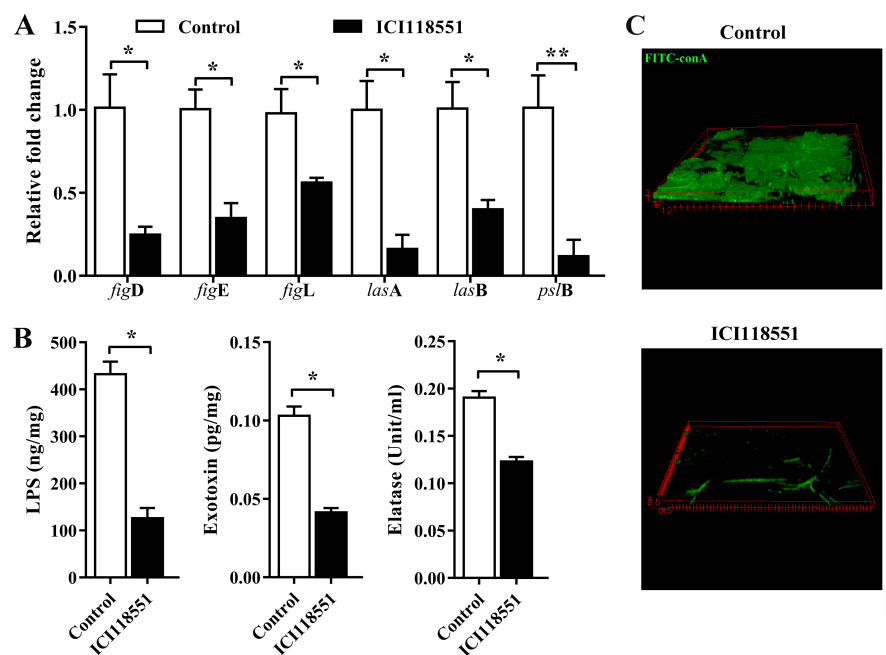 A
Control
ICI118551
Relative fold change
1.5
1.0
0.5
0.0
*
*
*
*
*
**
figD
figE
figL
lasA
lasB
pslB
B
LPS (ng/mg)
500
400
300
200
100
0
*
Control
ICI118551
Exotoxin (pg/mg)
0.15
0.10
0.05
0.00
*
Control
ICI118551
Elatase (Unit/ml)
0.25
0.20
0.15
0.10
0.05
0.00
*
Control
ICI118551
C
Control
FITC-conA
ICI118551